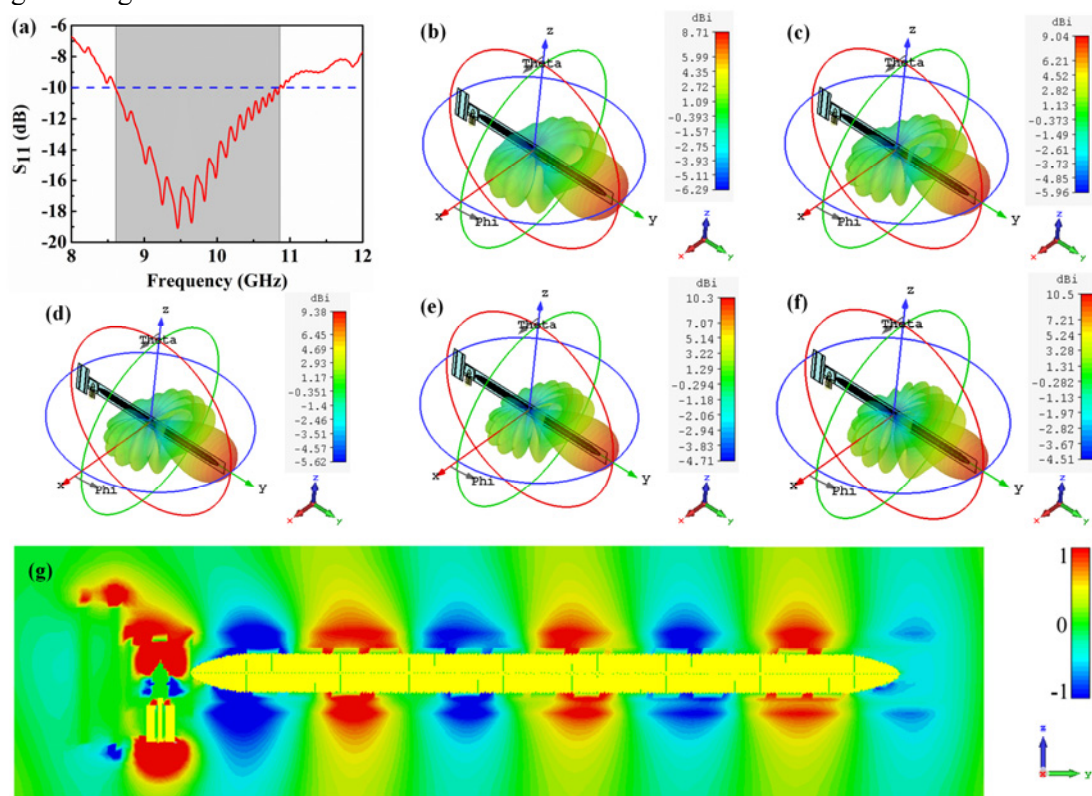 (a)
-6
-8
-10
-12
-14
-16
-18
-20
S11 (dB)
8 9 10 11 12
Frequency (GHz)
(b)
z
Theta
x
Phi
y
dBi
8.71
5.99
4.35
2.72
1.09
-0.393
-1.57
-2.75
-3.93
-5.11
-6.29
z
x
y
(c)
z
Theta
x
Phi
y
dBi
9.04
6.22
4.52
2.83
1.13
-0.373
-1.49
-2.61
-3.72
-4.85
-5.96
z
x
y
(d)
z
Theta
x
Phi
y
dBi
9.38
6.45
4.69
2.93
1.17
-0.351
-1.4
-2.46
-3.51
-4.57
-5.62
z
x
y
(e)
z
Theta
x
Phi
y
dBi
10.3
7.07
5.14
3.22
1.29
-0.294
-1.18
-2.06
-2.94
-3.83
-4.71
z
x
y
(f)
z
Theta
x
Phi
y
dBi
10.5
7.21
5.24
3.28
1.31
-0.282
-1.13
-1.97
-2.82
-3.67
-4.51
z
x
y
(g)
1
0
-1
x
y